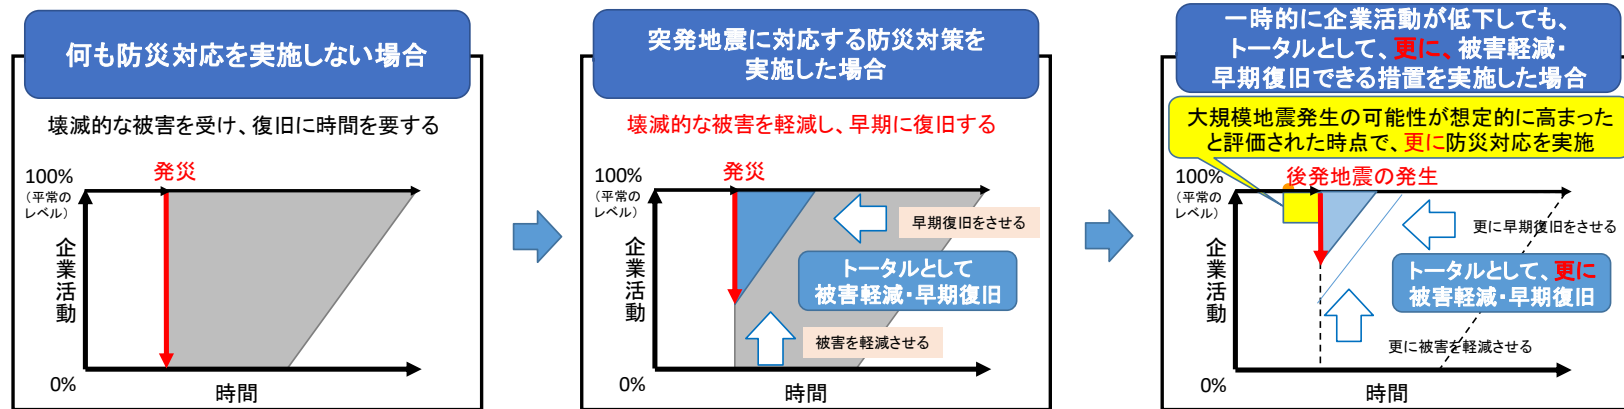 何も防災対応を実施しない場合
壊滅的な被害を受け、復旧に時間を要する
発災
100%
(平常の
レベル)
企業活動
0%
時間
突発地震に対応する防災対策を
実施した場合
壊滅的な被害を軽減し、早期に復旧する
発災
100%
(平常の
レベル)
企業活動
早期復旧をさせる
トータルとして
被害軽減・早期復旧
被害を軽減させる
0%
時間
一時的に企業活動が低下しても、
トータルとして、更に、被害軽減・
早期復旧できる措置を実施した場合
大規模地震発生の可能性が想定的に高まった
と評価された時点で、更に防災対応を実施
後発地震の発生
100%
(平常の
レベル)
企業活動
更に早期復旧をさせる
トータルとして、更に
被害軽減・早期復旧
更に被害を軽減させる
0%
時間